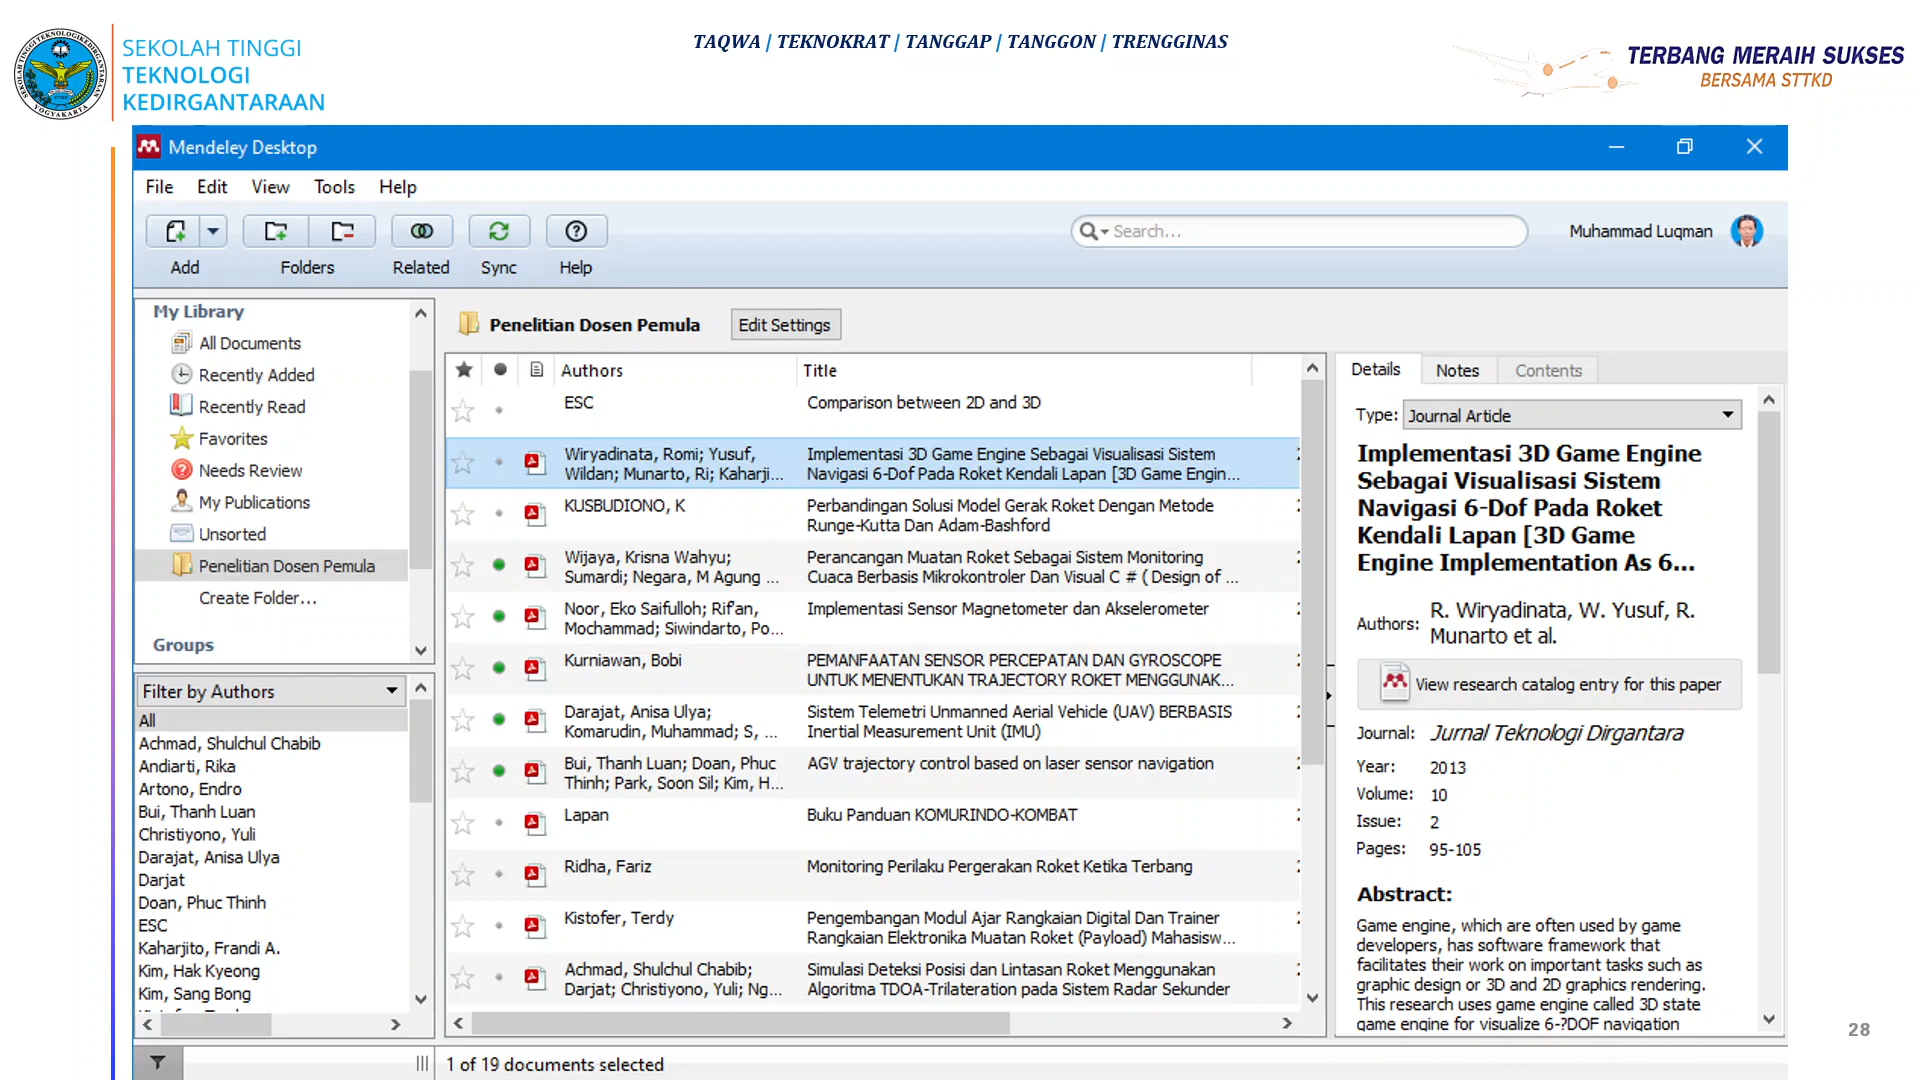 SEKOLAH TINGGI
TEKNOLOGI
KEDIRGANTARAAN
TAQWA | TEKNOKRAT | TANGGAP | TANGGON | TRENGGINAS
TERBANG MERAIH SUKSES
BERSAMA STTKD
Mendeley Desktop
File Edit View Tools Help
Add Folders Related Sync Help
Search...
Muhammad Luqman
My Library
All Documents
Recently Added
Recently Read
Favorites
Needs Review
My Publications
Unsorted
Penelitian Dosen Pemula
Create Folder...
Groups
Filter by Authors
All
Achmad, Shulchul Chabib
Andiarti, Rika
Artono, Endro
Bui, Thanh Luan
Christiyono, Yuli
Darajat, Anisa Ulya
Darjat
Doan, Phuc Thinh
ESC
Kaharjito, Frandi A.
Kim, Hak Kyeong
Kim, Sang Bong
Penelitian Dosen Pemula
Edit Settings
Authors Title
ESC Comparison between 2D and 3D
Wiryadinata, Romi; Yusuf, Implementasi 3D Game Engine Sebagai Visualisasi Sistem
Wildan; Munarto, Ri; Kaharji... Navigasi 6-Dof Pada Roket Kendali Lapan [3D Game Engin...
KUSBUDIONO, K Perbandingan Solusi Model Gerak Roket Dengan Metode
Runge-Kutta Dan Adam-Bashford
Wijaya, Krisna Wahyu; Perancangan Muatan Roket Sebagai Sistem Monitoring
Sumardi; Negara, M Agung ... Cuaca Berbasis Mikrokontroler Dan Visual C # ( Design of ...
Noor, Eko Saifulloh; Rif'an, Implementasi Sensor Magnetometer dan Akselerometer
Mochammad; Siwindarto, Po...
Kurniawan, Bobi PEMANFAATAN SENSOR PERCEPATAN DAN GYROSCOPE
UNTUK MENENTUKAN TRAJECTORY ROKET MENGGUNAK...
Darajat, Anisa Ulya; Sistem Telemetri Unmanned Aerial Vehicle (UAV) BERBASIS
Komarudin, Muhammad; S, ... Inertial Measurement Unit (IMU)
Bui, Thanh Luan; Doan, Phuc AGV trajectory control based on laser sensor navigation
Thinh; Park, Soon Sil; Kim, H...
Lapan Buku Panduan KOMURINDO-KOMBAT
Ridha, Fariz Monitoring Perilaku Pergerakan Roket Ketika Terbang
Kistofer, Terdy Pengembangan Modul Ajar Rangkaian Digital Dan Trainer
Rangkaian Elektronika Muatan Roket (Payload) Mahasisw...
Achmad, Shulchul Chabib; Simulasi Deteksi Posisi dan Lintasan Roket Menggunakan
Darjat; Christiyono, Yuli; Ng... Algoritma TDOA-Trilateration pada Sistem Radar Sekunder
Details Notes Contents
Type: Journal Article
Implementasi 3D Game Engine
Sebagai Visualisasi Sistem
Navigasi 6-Dof Pada Roket
Kendali Lapan [3D Game
Engine Implementation As 6...
Authors: R. Wiryadinata, W. Yusuf, R.
Munarto et al.
View research catalog entry for this paper
Journal: Jurnal Teknologi Dirgantara
Year: 2013
Volume: 10
Issue: 2
Pages: 95-105
Abstract:
Game engine, which are often used by game
developers, has software framework that
facilitates their work on important tasks such as
graphic design or 3D and 2D graphics rendering.
This research uses game engine called 3D state
game engine for visualize 6-?DOF navigation
1 of 19 documents selected
28